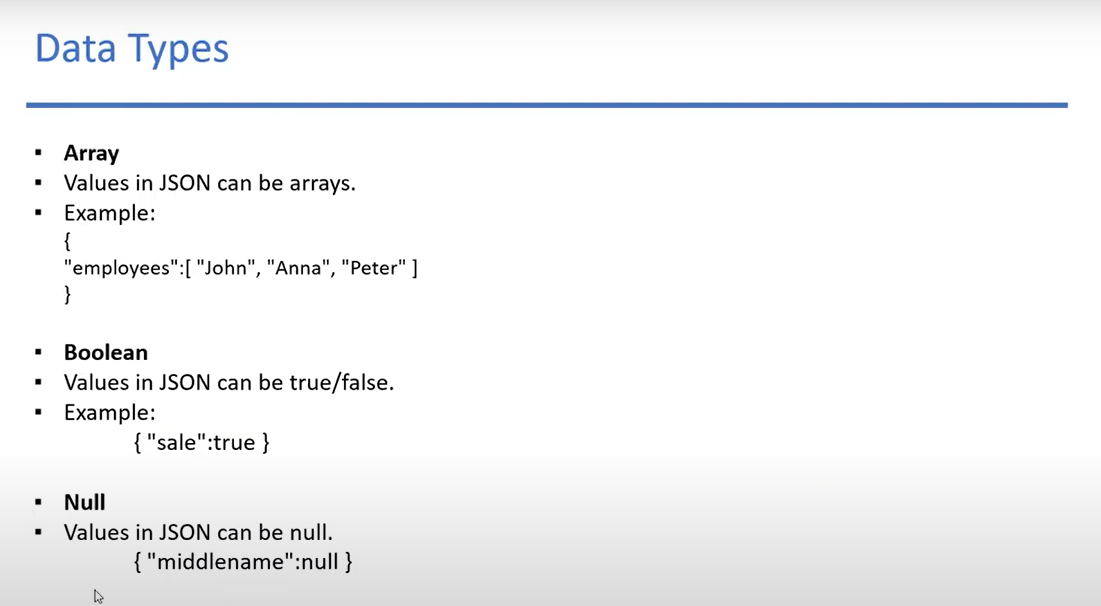 Data Types
▪ Array
▪ Values in JSON can be arrays.
▪ Example:
{
"employees":[ "John", "Anna", "Peter" ]
}
▪ Boolean
▪ Values in JSON can be true/false.
▪ Example:
{ "sale":true }
▪ Null
▪ Values in JSON can be null.
{ "middlename":null }